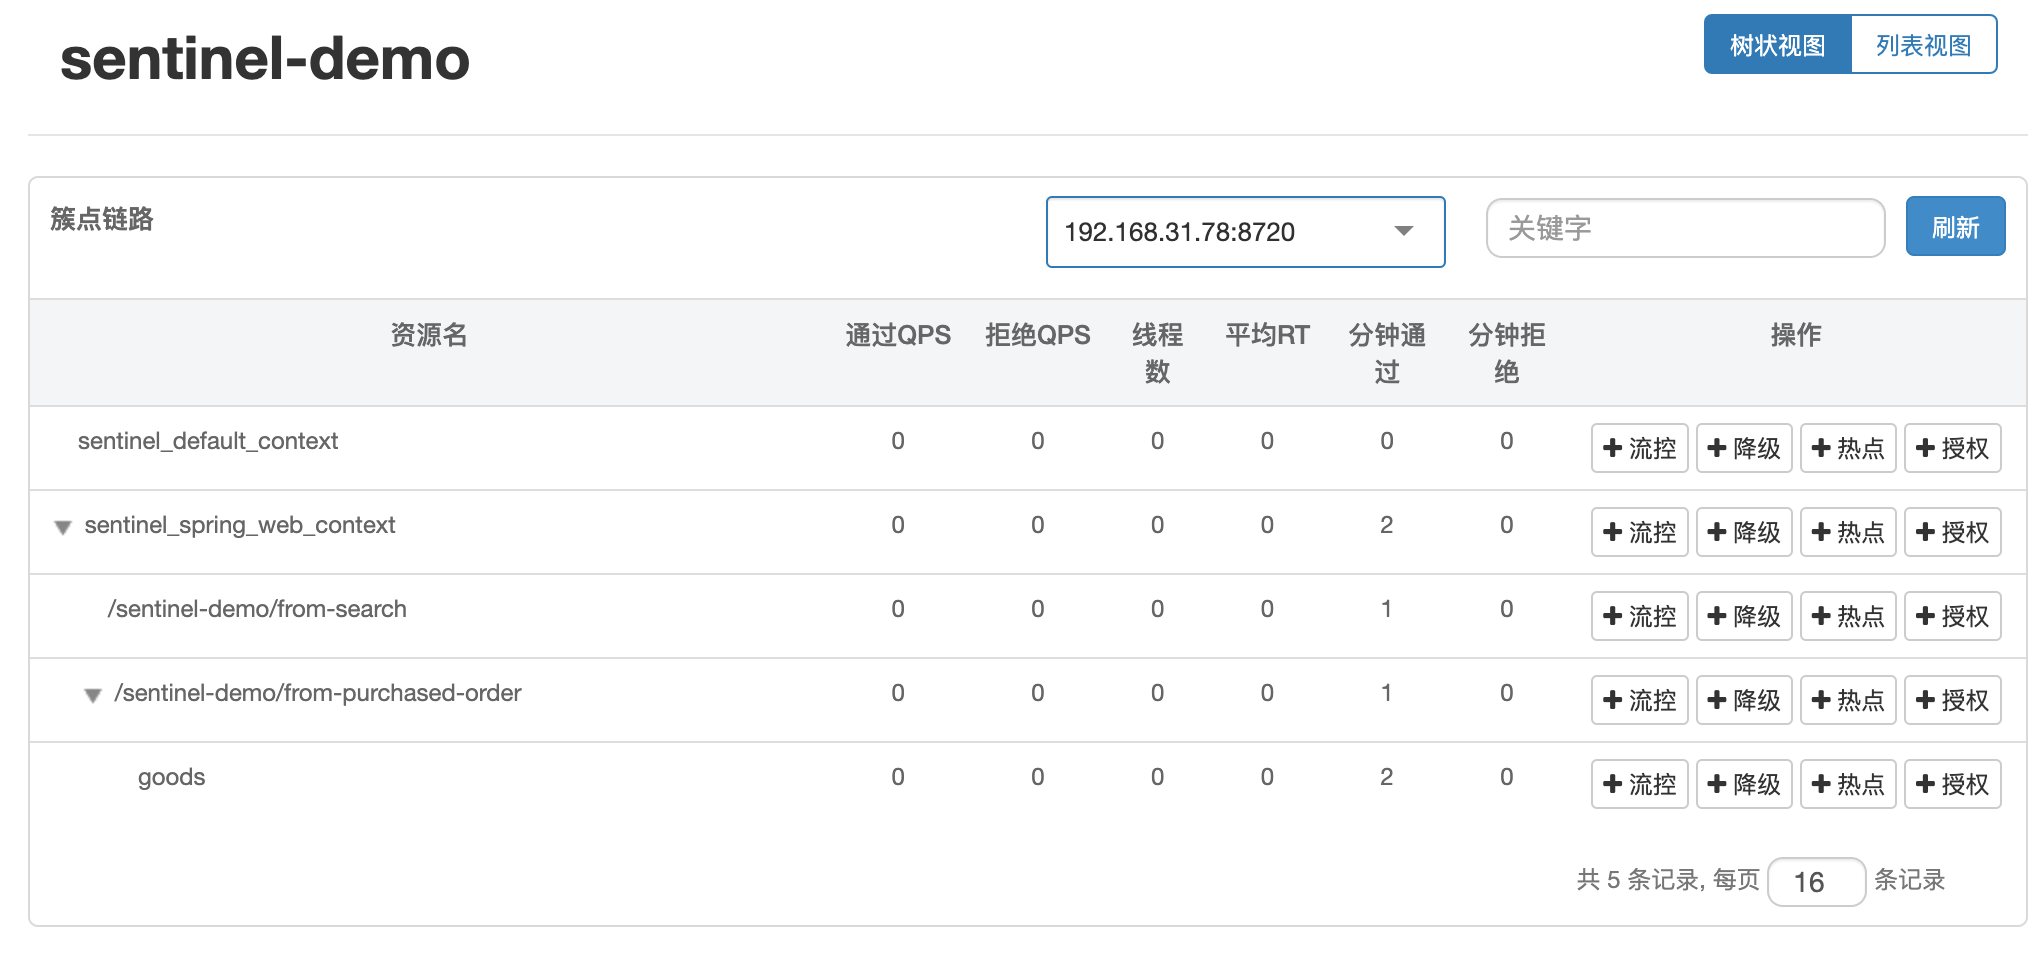 sentinel-demo
树状视图 列表视图
簇点链路 192.168.31.78:8720 关键字 刷新
资源名 通过QPS 拒绝QPS 线程数 平均RT 分钟通过 分钟拒绝 操作
sentinel_default_context 0 0 0 0 0 0 流控 降级 热点 授权
sentinel_spring_web_context 0 0 0 0 2 0 流控 降级 热点 授权
/sentinel-demo/from-search 0 0 0 0 1 0 流控 降级 热点 授权
/sentinel-demo/from-purchased-order 0 0 0 0 1 0 流控 降级 热点 授权
goods 0 0 0 0 2 0 流控 降级 热点 授权
共 5 条记录, 每页 16 条记录